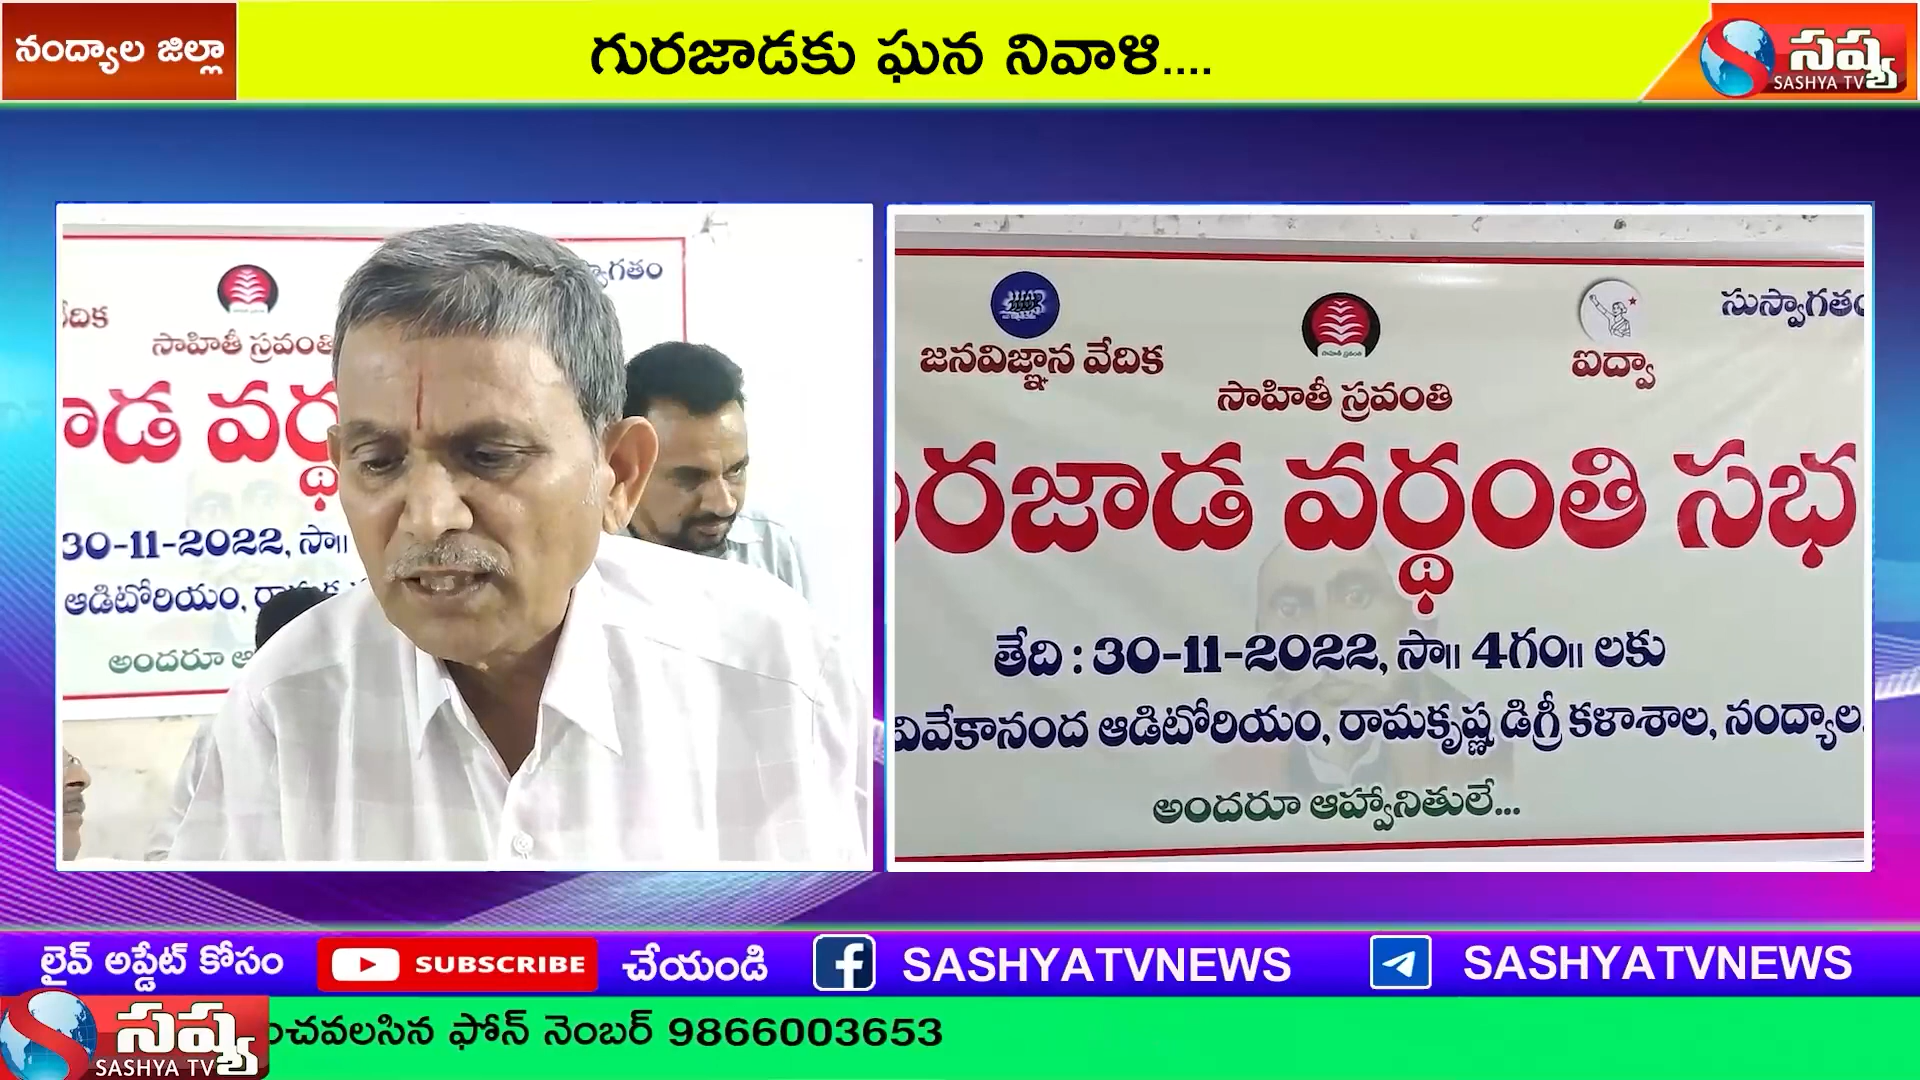 నంద్యాల జిల్లా
గురజాడకు ఘన నివాళి....
సష్య
SASHYA TV
సాహితీ స్రవంతి
30-11-2022, సా॥
ఆడిటోరియం,
అందరూ
జనవిజ్ఞాన వేదిక
సాహితీ స్రవంతి
ఐద్వా
సుస్వాగతం
గురజాడ వర్థంతి సభ
తేది : 30-11-2022, సా॥ 4గం॥ లకు
వివేకానంద ఆడిటోరియం, రామకృష్ణ డిగ్రీ కళాశాల, నంద్యాల.
అందరూ ఆహ్వానితులే...
లైవ్ అప్డేట్ కోసం SUBSCRIBE చేయండి SASHYATVNEWS SASHYATVNEWS
సష్య
SASHYA TV
ంచవలసిన ఫోన్ నెంబర్ 9866003653